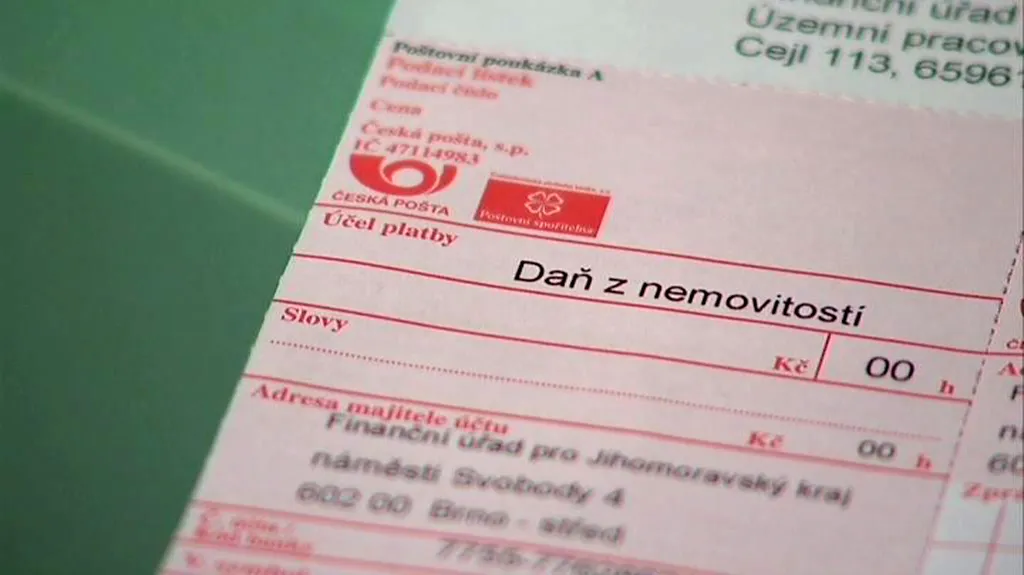 úřad
Územní
Cejl 113, 6596
Poštovní poukázka A
Podací lístek
Podací číslo
Cena
Česká pošta, s.p.
IČ 47114983
ČESKÁ POŠTA
Poštovní spořitelna
Účel platby
Daň z nemovitostí
Slovy
Kč 00 h
Adresa majitele účtu
Kč 00 h
Finanční úřad pro Jihomoravský kraj
náměstí Svobody 4
602 00 Brno - střed